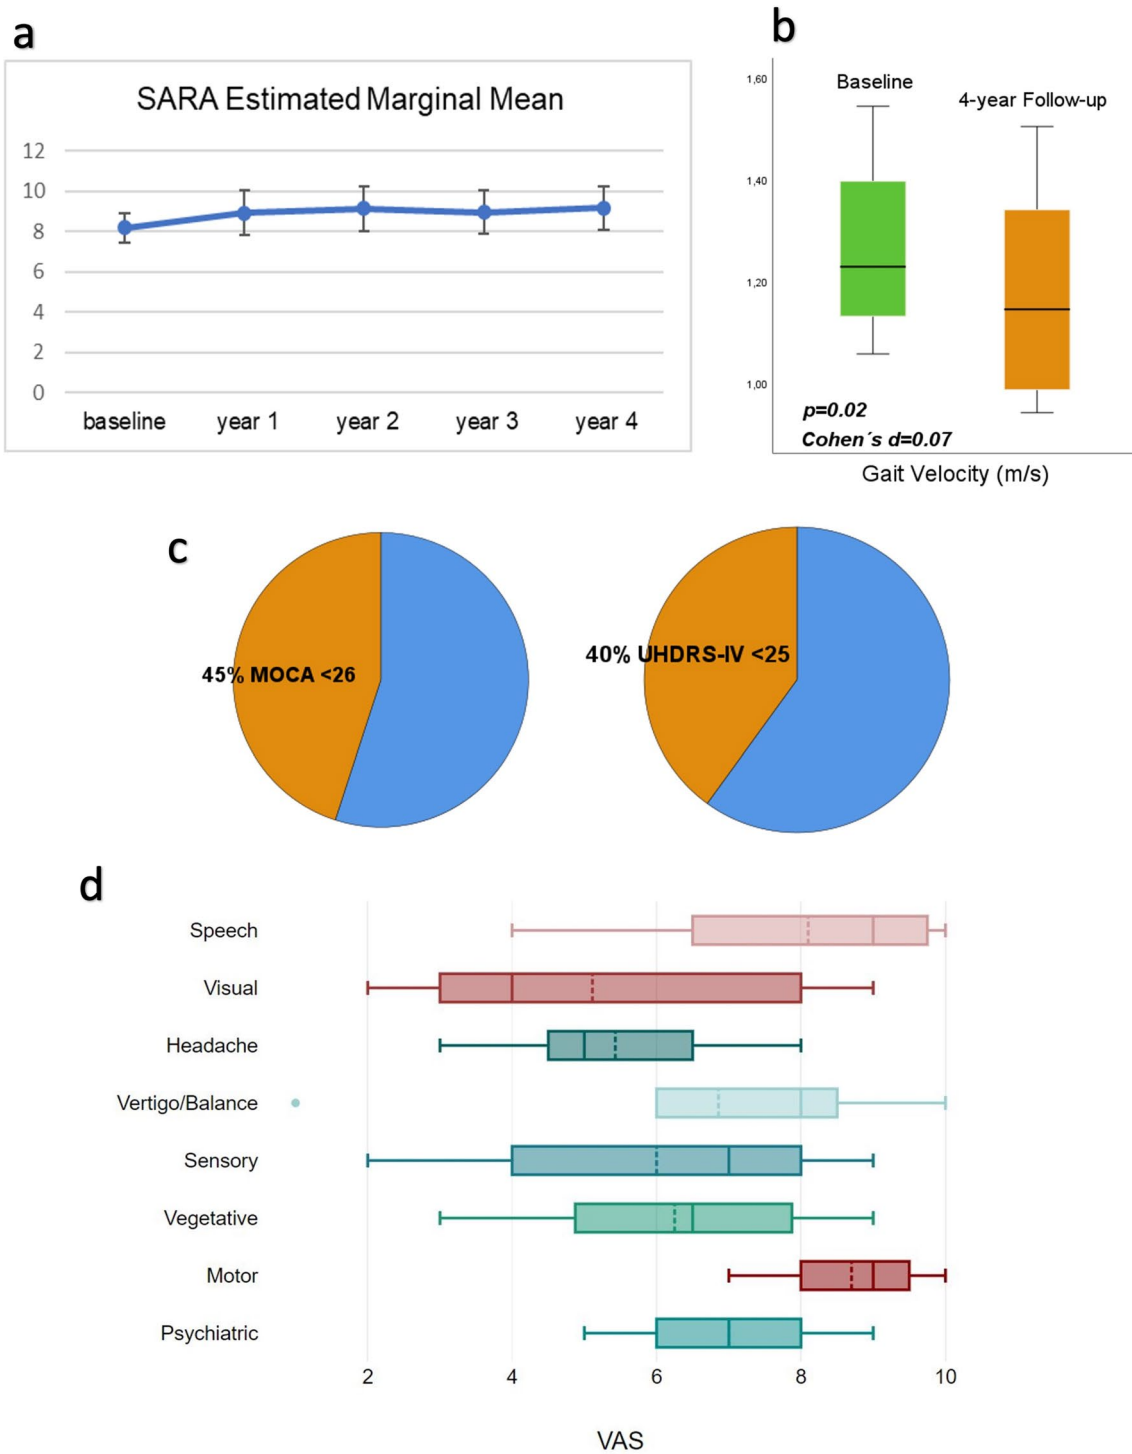 a
SARA Estimated Marginal Mean
12
10
8
6
4
2
0
baseline year 1 year 2 year 3 year 4
b
1,60
1,40
1,20
1,00
Baseline
4-year Follow-up
p=0.02
Cohen´s d=0.07
Gait Velocity (m/s)
c
45% MOCA <26
40% UHDRS-IV <25
d
Speech
Visual
Headache
Vertigo/Balance
Sensory
Vegetative
Motor
Psychiatric
2 4 6 8 10
VAS